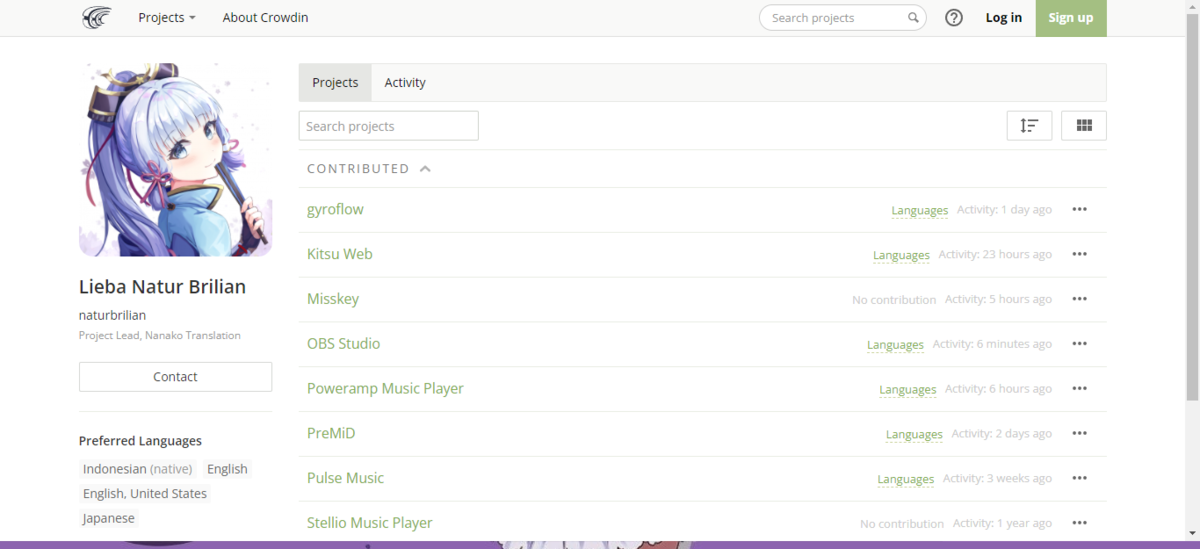 Projects About Crowdin Search projects Log in Sign up
Projects Activity
Search projects
CONTRIBUTED
gyroflow Languages Activity: 1 day ago
Kitsu Web Languages Activity: 23 hours ago
Misskey No contribution Activity: 5 hours ago
OBS Studio Languages Activity: 6 minutes ago
Poweramp Music Player Languages Activity: 6 hours ago
PreMiD Languages Activity: 2 days ago
Pulse Music Languages Activity: 3 weeks ago
Stellio Music Player No contribution Activity: 1 year ago
Lieba Natur Brilian
naturbrilian
Project Lead, Nanako Translation
Contact
Preferred Languages
Indonesian (native) English
English, United States
Japanese